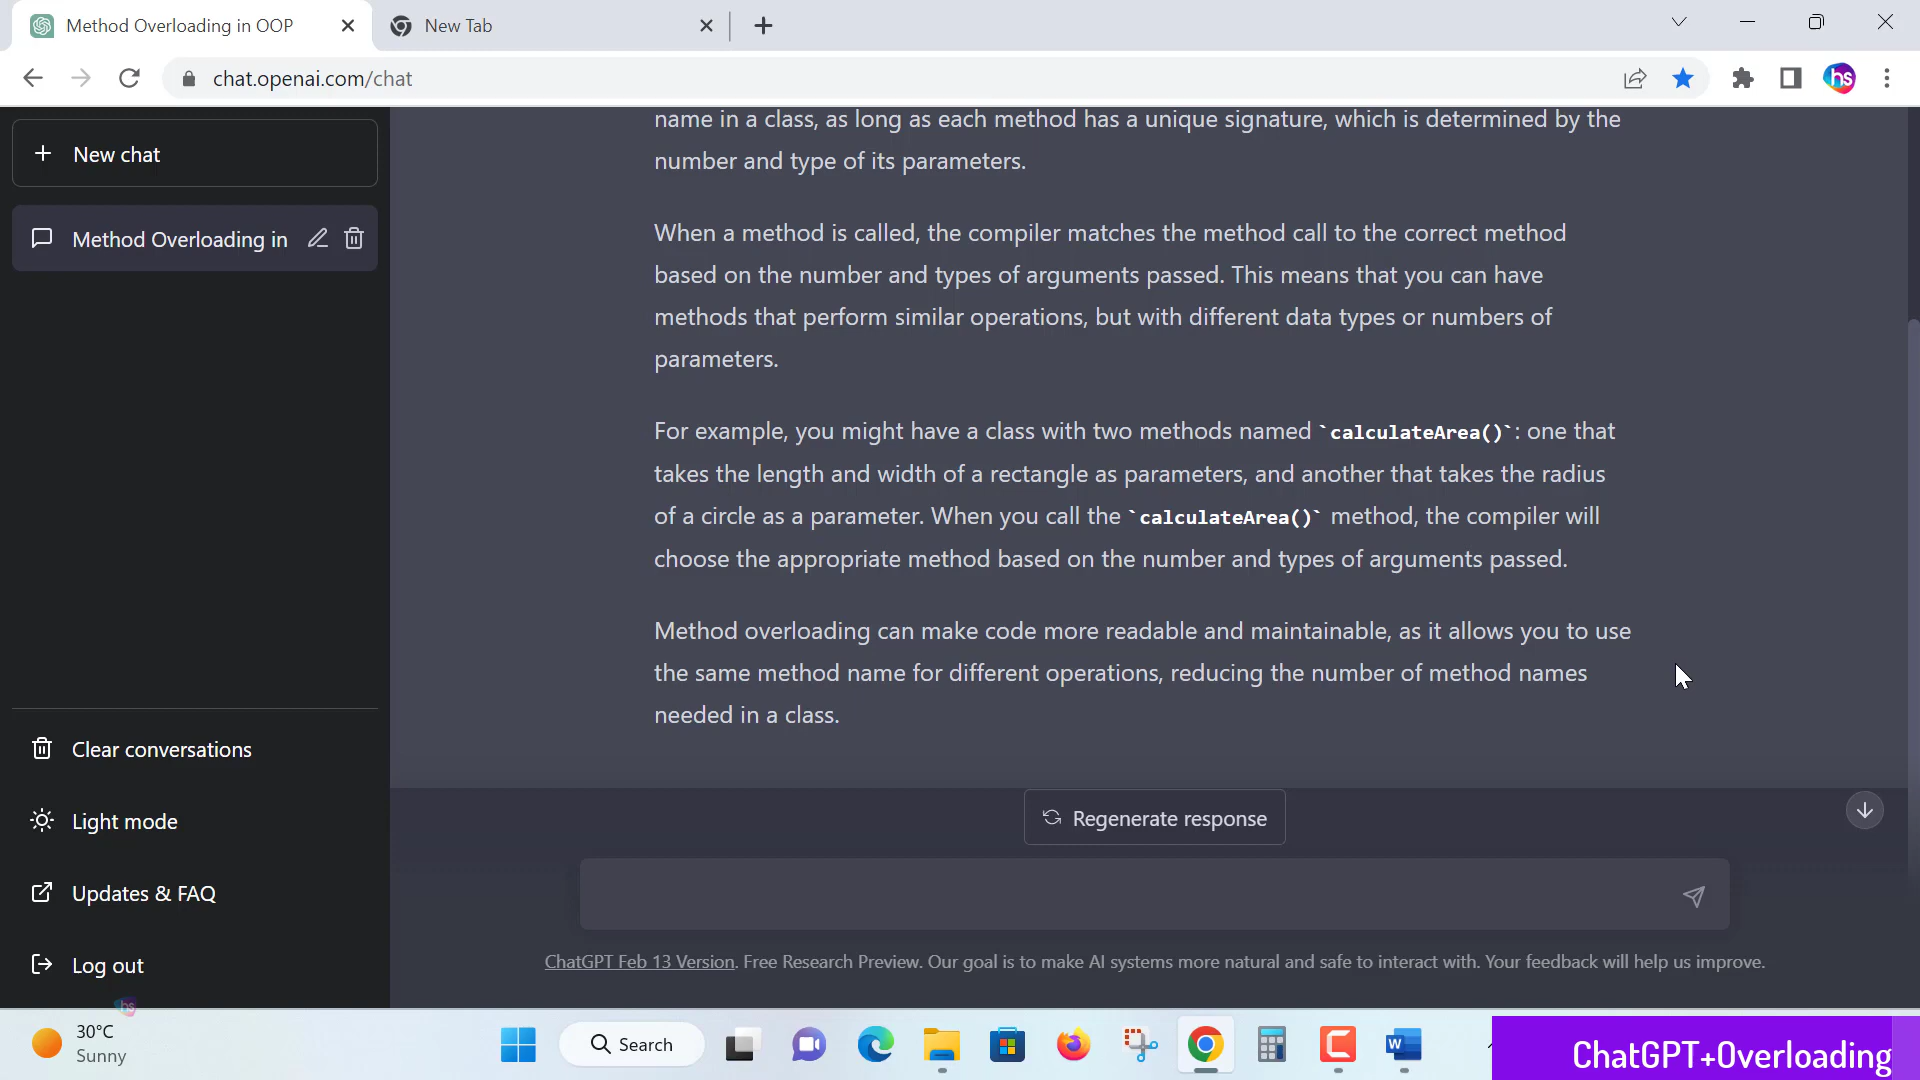 Method Overloading in OOP
New Tab
chat.openai.com/chat
hs
New chat
Method Overloading in
name in a class, as long as each method has a unique signature, which is determined by the
number and type of its parameters.
When a method is called, the compiler matches the method call to the correct method
based on the number and types of arguments passed. This means that you can have
methods that perform similar operations, but with different data types or numbers of
parameters.
For example, you might have a class with two methods named `calculateArea()`: one that
takes the length and width of a rectangle as parameters, and another that takes the radius
of a circle as a parameter. When you call the `calculateArea()` method, the compiler will
choose the appropriate method based on the number and types of arguments passed.
Method overloading can make code more readable and maintainable, as it allows you to use
the same method name for different operations, reducing the number of method names
needed in a class.
Clear conversations
Light mode
Updates & FAQ
Log out
Regenerate response
ChatGPT Feb 13 Version. Free Research Preview. Our goal is to make AI systems more natural and safe to interact with. Your feedback will help us improve.
hs
30°C
Sunny
Search
W
ChatGPT+Overloading